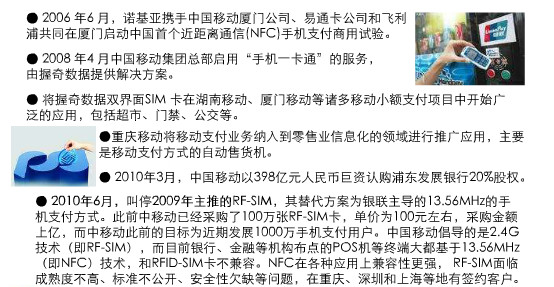 ● 2006 年6 月，诺基亚携手中国移动厦门公司、易通卡公司和飞利
浦共同在厦门启动中国首个近距离通信(NFC)手机支付商用试验。
● 2008 年4 月中国移动集团总部启用“手机一卡通”的服务，
由握奇数据提供解决方案。
● 将握奇数据双界面SIM 卡在湖南移动、厦门移动等诸多移动小额支付项目中开始广
泛的应用，包括超市、门禁、公交等。
●重庆移动将移动支付业务纳入到零售业信息化的领域进行推广应用，主要
是移动支付方式的自动售货机。
● 2010年3月，中国移动以398亿元人民币巨资认购浦东发展银行20%股权。
● 2010年6月，叫停2009年主推的RF-SIM，其替代方案为银联主导的13.56MHz的手
机支付方式。此前中移动已经采购了100万张RF-SIM卡，单价为100元左右，采购金额
上亿，而中移动此前的目标为近期发展1000万手机支付用户。中国移动倡导的是2.4G
技术（即RF-SIM），而目前银行、金融等机构布点的POS机等终端大都基于13.56MHz
（即NFC）技术，和RFID-SIM卡不兼容。NFC在各种应用上兼容性更强， RF-SIM面临
成熟度不高、标准不公开、安全性欠缺等问题，在重庆、深圳和上海等地有签约客户。